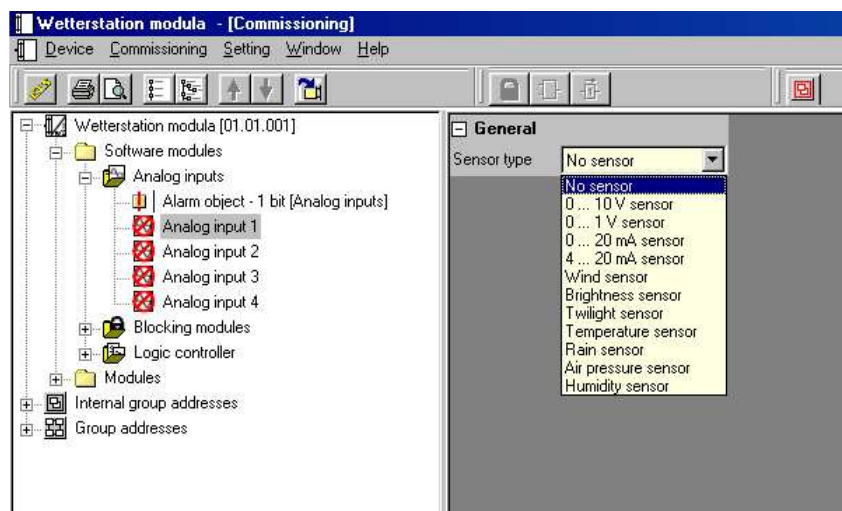 Wetterstation modula - [Commissioning]
Device Commissioning Setting Window Help
Wetterstation modula [01.01.001]
Software modules
Analog inputs
Alarm object - 1 bit [Analog inputs]
Analog input 1
Analog input 2
Analog input 3
Analog input 4
Blocking modules
Logic controller
Modules
Internal group addresses
Group addresses
General
Sensor type No sensor
No sensor
0 ... 10 V sensor
0 ... 1 V sensor
0 ... 20 mA sensor
4 ... 20 mA sensor
Wind sensor
Brightness sensor
Twilight sensor
Temperature sensor
Rain sensor
Air pressure sensor
Humidity sensor